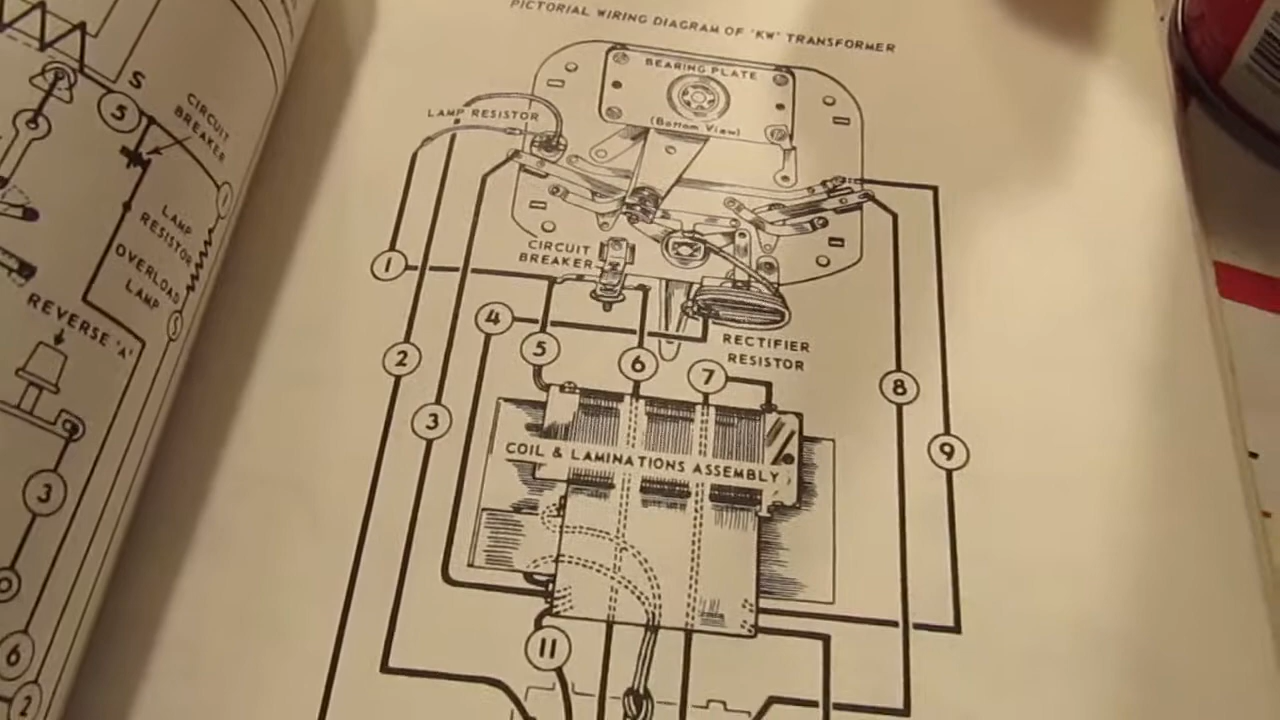 S
5
CIRCUIT
BREAKER
1
LAMP
RESISTOR
OVERLOAD
LAMP
5
REVERSE 'A'
3
6
2
PICTORIAL WIRING DIAGRAM OF 'KW' TRANSFORMER
BEARING PLATE
(Bottom View)
LAMP RESISTOR
CIRCUIT
BREAKER
1
4
5
6
RECTIFIER
RESISTOR
7
2
8
3
9
COIL & LAMINATIONS ASSEMBLY
11